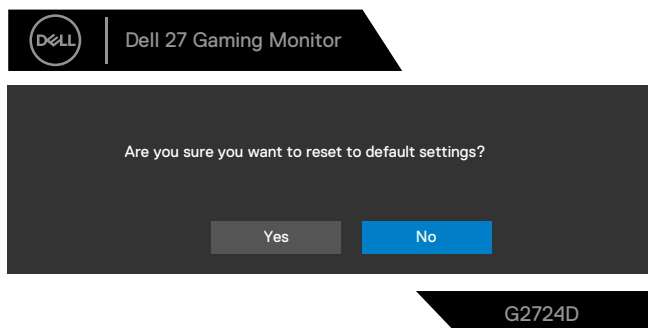 DELL
Dell 27 Gaming Monitor
Are you sure you want to reset to default settings?
Yes
No
G2724D